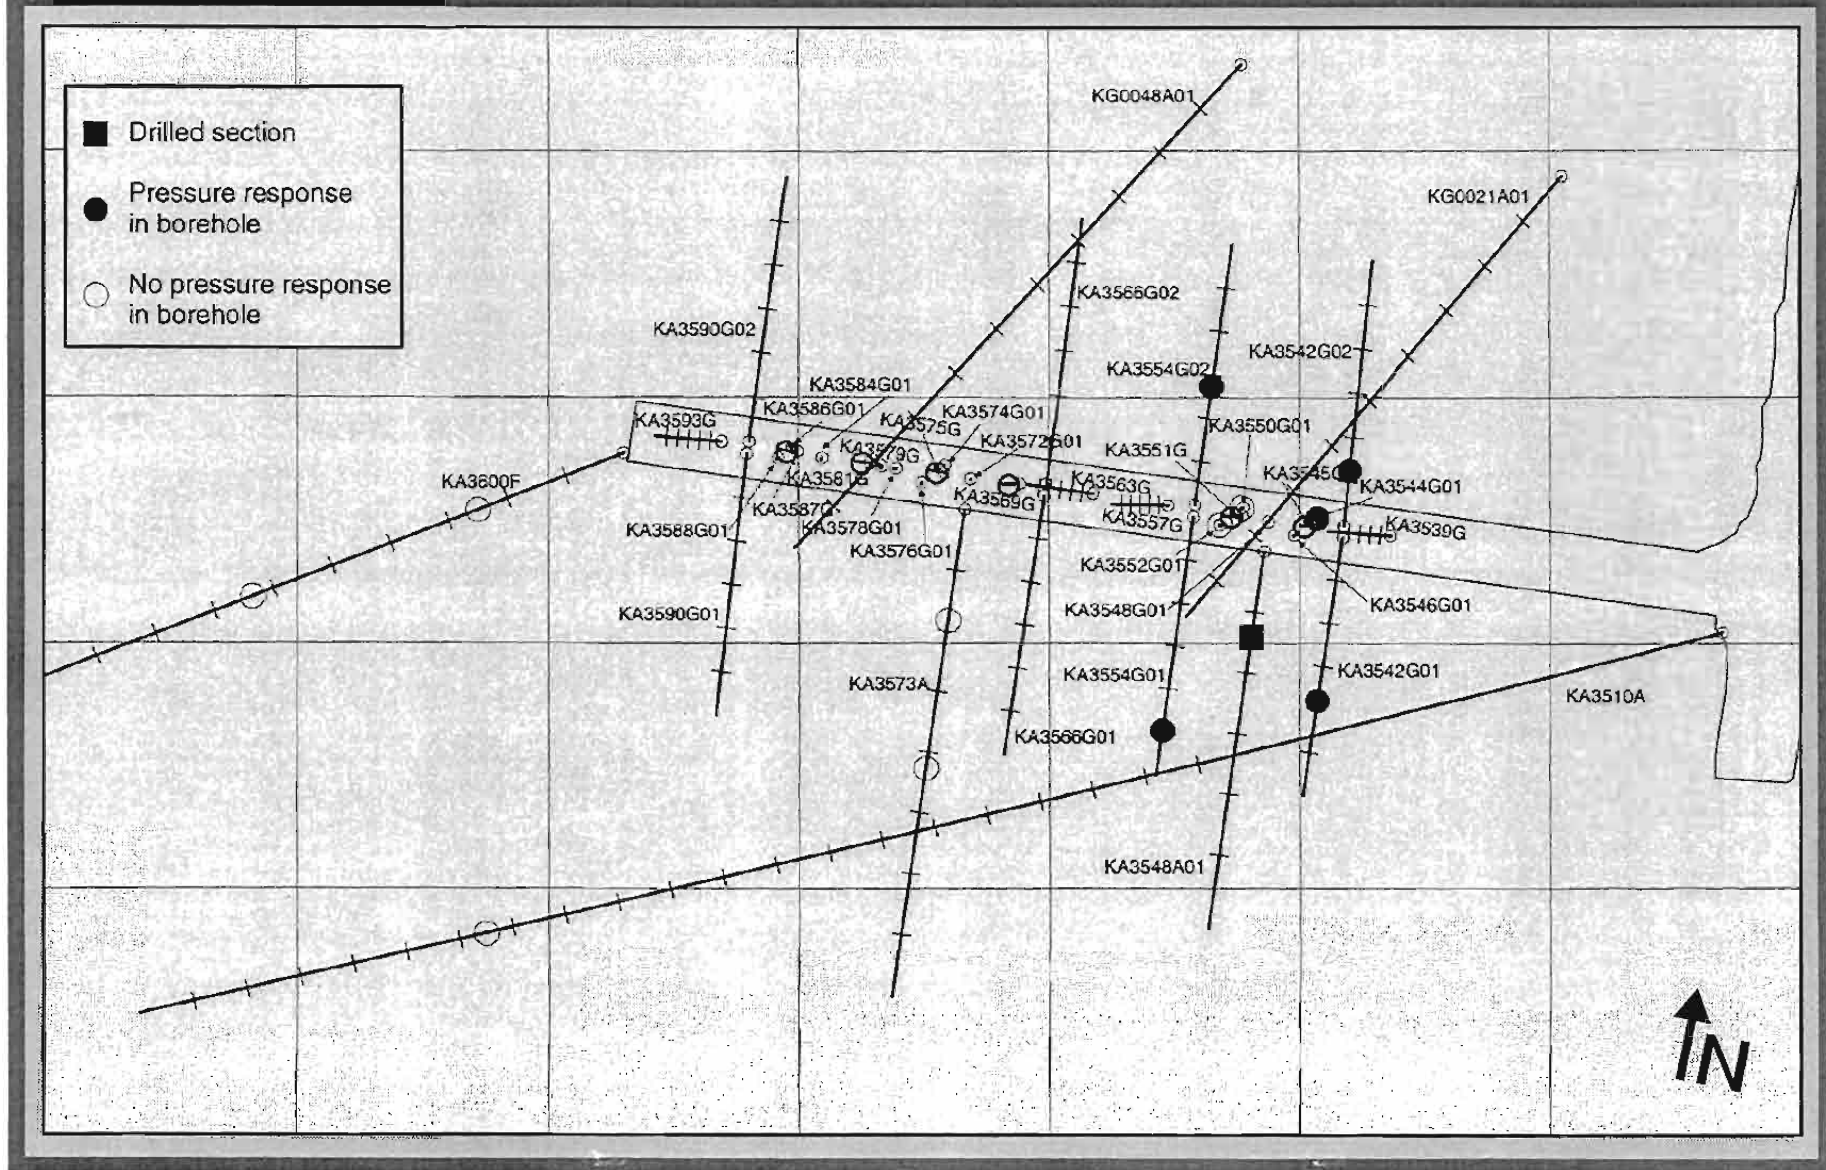 Drilled section
Pressure response
in borehole
No pressure response
in borehole
KG0048A01
KG0021A01
KA3590G02
KA3566G02
KA3554G02
KA3542G02
KA3584G01
KA3586G01
KA3593G
KA3575G
KA3574G01
KA3572G01
KA3550G01
KA3551G
KA3579G
KA3581G
KA3563G
KA3545G
KA3544G01
KA3600F
KA3587G
KA3569G
KA3557G
KA3588G01
KA3578G01
KA3539G
KA3576G01
KA3552G01
KA3590G01
KA3548G01
KA3546G01
KA3573A
KA3554G01
KA3542G01
KA3510A
KA3566G01
KA3548A01
N